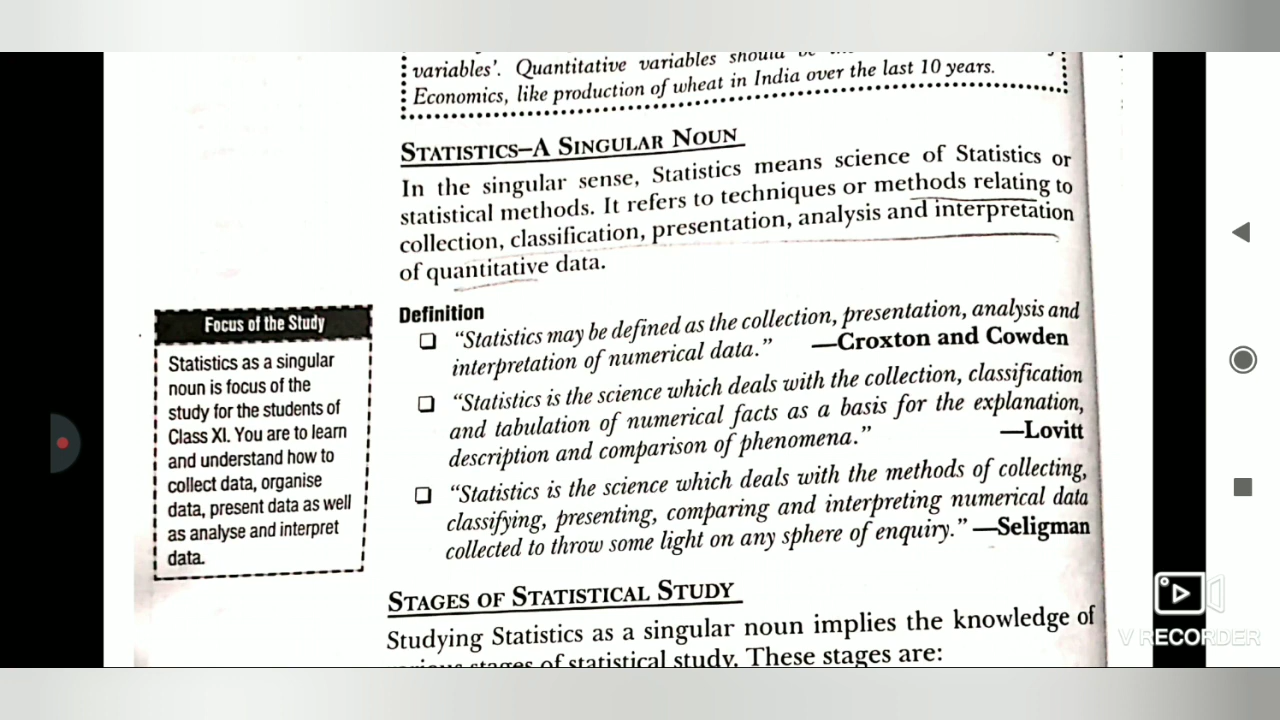 variables'. Quantitative variables should be
Economics, like production of wheat in India over the last 10 years.
STATISTICS–A SINGULAR NOUN
In the singular sense, Statistics means science of Statistics or
statistical methods. It refers to techniques or methods relating to
collection, classification, presentation, analysis and interpretation
of quantitative data.
Focus of the Study
Statistics as a singular
noun is focus of the
study for the students of
Class XI. You are to learn
and understand how to
collect data, organise
data, present data as well
as analyse and interpret
data.
Definition
❑ “Statistics may be defined as the collection, presentation, analysis and
interpretation of numerical data.” —Croxton and Cowden
❑ “Statistics is the science which deals with the collection, classification
and tabulation of numerical facts as a basis for the explanation,
description and comparison of phenomena.” —Lovitt
❑ “Statistics is the science which deals with the methods of collecting,
classifying, presenting, comparing and interpreting numerical data
collected to throw some light on any sphere of enquiry.” —Seligman
STAGES OF STATISTICAL STUDY
Studying Statistics as a singular noun implies the knowledge of
stages of statistical study. These stages are:
V RECORDER